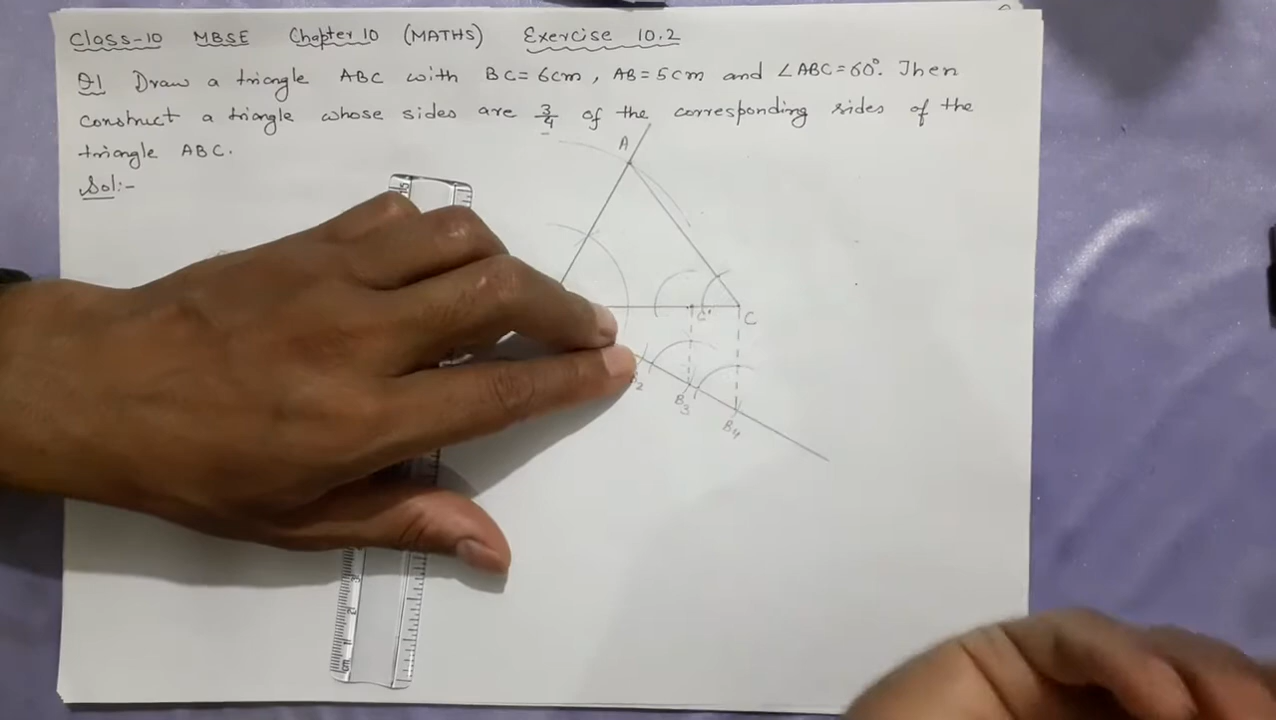 Class-10 MBSE Chapter 10 (MATHS) Exercise 10.2
Q1 Draw a triangle ABC with BC = 6cm, AB = 5cm and ∠ABC = 60°. Then
construct a triangle whose sides are 3/4 of the corresponding sides of the
triangle ABC.
Sol:-
A
C' C
B3
B4